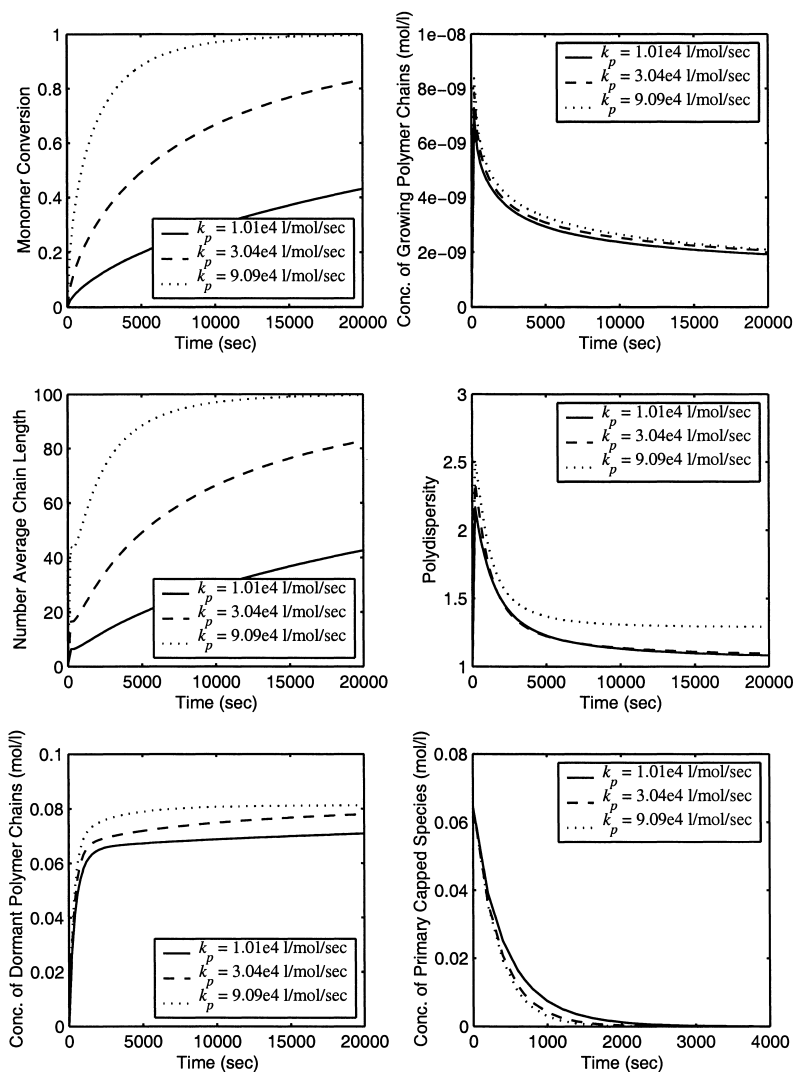 Monomer Conversion
1
0.8
0.6
0.4
0.2
0
k_p = 1.01e4 l/mol/sec
k_p = 3.04e4 l/mol/sec
k_p = 9.09e4 l/mol/sec
0 5000 10000 15000 20000
Time (sec)
Conc. of Growing Polymer Chains (mol/l)
1e-08
8e-09
6e-09
4e-09
2e-09
0
k_p = 1.01e4 l/mol/sec
k_p = 3.04e4 l/mol/sec
k_p = 9.09e4 l/mol/sec
0 5000 10000 15000 20000
Time (sec)
Number Average Chain Length
100
80
60
40
20
0
k_p = 1.01e4 l/mol/sec
k_p = 3.04e4 l/mol/sec
k_p = 9.09e4 l/mol/sec
0 5000 10000 15000 20000
Time (sec)
Polydispersity
3
2.5
2
1.5
1
k_p = 1.01e4 l/mol/sec
k_p = 3.04e4 l/mol/sec
k_p = 9.09e4 l/mol/sec
0 5000 10000 15000 20000
Time (sec)
Conc. of Dormant Polymer Chains (mol/l)
0.1
0.08
0.06
0.04
0.02
0
k_p = 1.01e4 l/mol/sec
k_p = 3.04e4 l/mol/sec
k_p = 9.09e4 l/mol/sec
0 5000 10000 15000 20000
Time (sec)
Conc. of Primary Capped Species (mol/l)
0.08
0.06
0.04
0.02
0
k_p = 1.01e4 l/mol/sec
k_p = 3.04e4 l/mol/sec
k_p = 9.09e4 l/mol/sec
0 1000 2000 3000 4000
Time (sec)